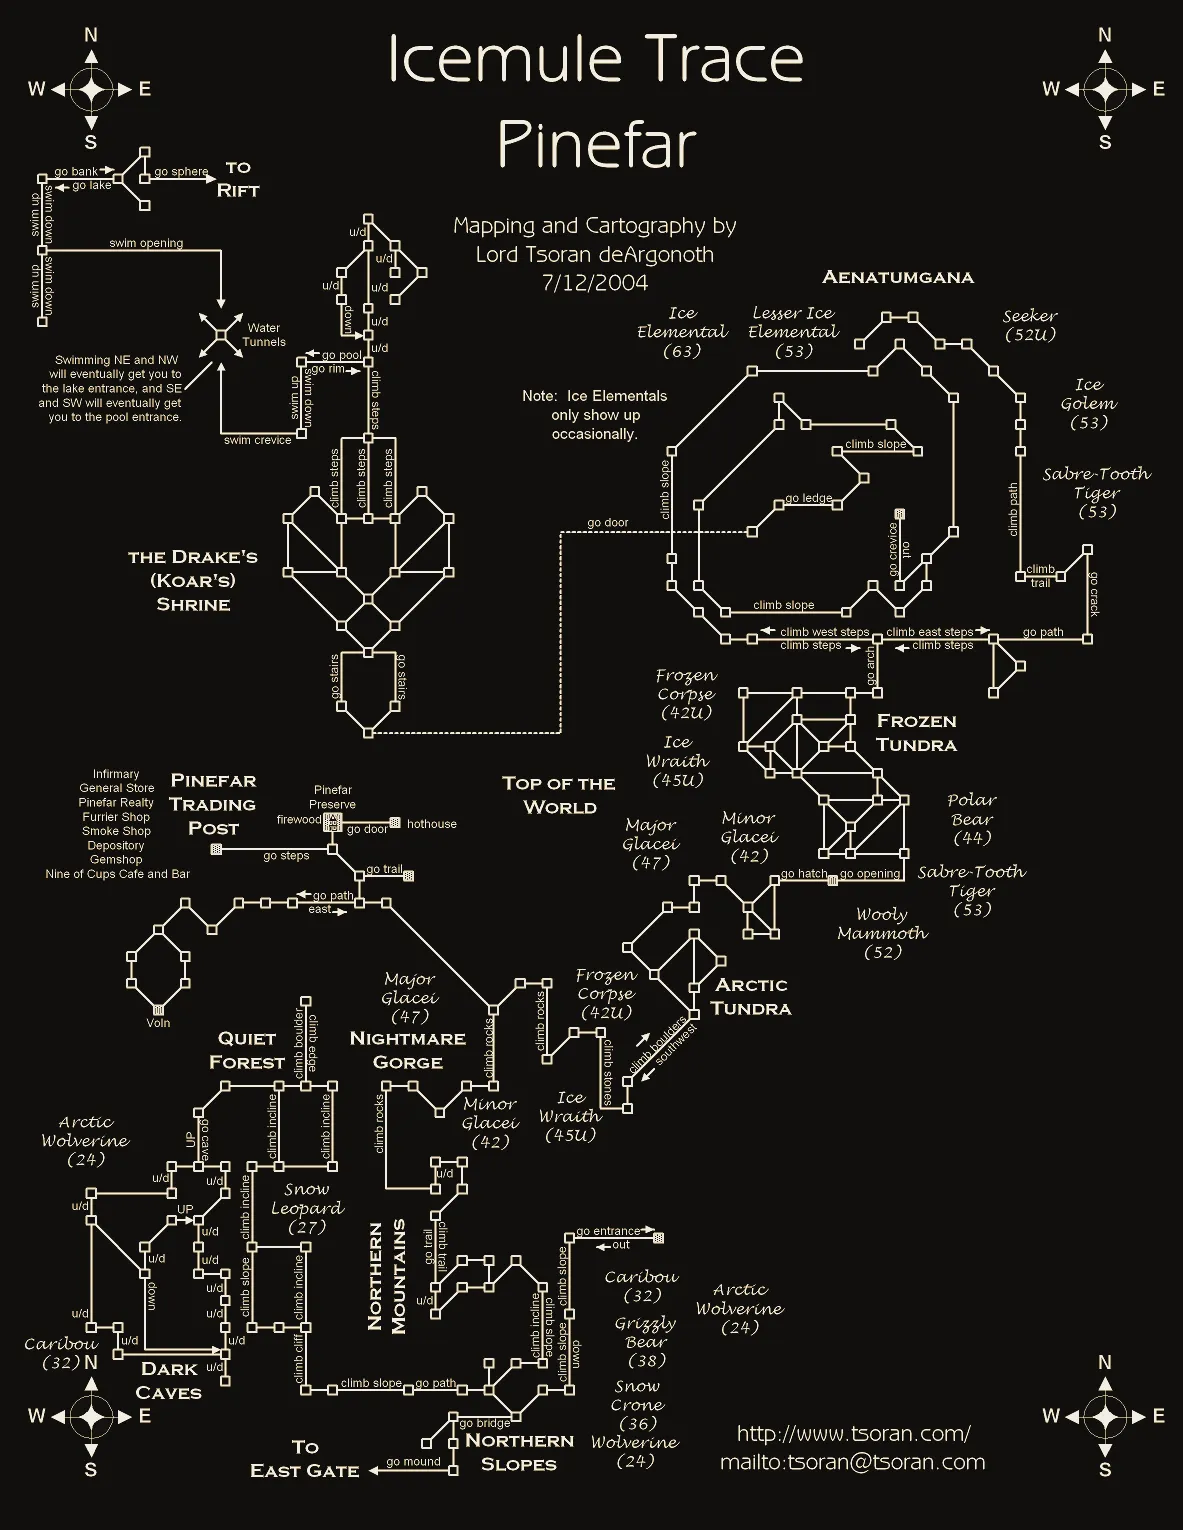 Icemule Trace
Pinefar
N
W
E
S
N
W
E
S
Mapping and Cartography by
Lord Tsoran deArgonoth
7/12/2004
go bank
go lake
go sphere
TO
RIFT
swim up
swim down
swim opening
swim up
swim down
Water
Tunnels
Swimming NE and NW
will eventually get you to
the lake entrance, and SE
and SW will eventually get
you to the pool entrance.
u/d
u/d
u/d
u/d
down
u/d
u/d
go pool
go rim
swim up
swim down
swim crevice
climb steps
climb steps
climb steps
climb steps
THE DRAKE'S
(KOAR'S)
SHRINE
go stairs
go stairs
AENATUMGANA
Ice
Elemental
(63)
Lesser Ice
Elemental
(53)
Seeker
(52U)
Note: Ice Elementals
only show up
occasionally.
Ice
Golem
(53)
Sabre-Tooth
Tiger
(53)
climb slope
climb slope
go ledge
go door
go crevice
out
climb path
climb
trail
go crack
climb slope
climb west steps
climb steps
climb east steps
climb steps
go path
go arch
Frozen
Corpse
(42U)
Ice
Wraith
(45U)
FROZEN
TUNDRA
TOP OF THE
WORLD
Infirmary
General Store
Pinefar Realty
Furrier Shop
Smoke Shop
Depository
Gemshop
Nine of Cups Cafe and Bar
PINEFAR
TRADING
POST
Pinefar
Preserve
firewood
go door
hothouse
go steps
go trail
go path
east
Voln
Major
Glacei
(47)
Minor
Glacei
(42)
Polar
Bear
(44)
go hatch
go opening
Sabre-Tooth
Tiger
(53)
Wooly
Mammoth
(52)
ARCTIC
TUNDRA
Major
Glacei
(47)
Frozen
Corpse
(42U)
climb rocks
climb rocks
climb stones
climb boulders
southwest
Ice
Wraith
(45U)
QUIET
FOREST
climb boulder
climb edge
NIGHTMARE
GORGE
Minor
Glacei
(42)
climb rocks
Arctic
Wolverine
(24)
UP
go cave
climb incline
climb incline
u/d
u/d
u/d
UP
u/d
u/d
u/d
down
u/d
u/d
u/d
u/d
u/d
u/d
Caribou
(32)
DARK
CAVES
climb incline
Snow
Leopard
(27)
climb slope
climb incline
climb cliff
NORTHERN
MOUNTAINS
u/d
go trail
climb trail
u/d
climb incline
climb slope
climb slope
climb slope
down
go entrance
out
Caribou
(32)
Arctic
Wolverine
(24)
Grizzly
Bear
(38)
Snow
Crone
(36)
Wolverine
(24)
climb slope
go path
go bridge
NORTHERN
SLOPES
go mound
TO
EAST GATE
http://www.tsoran.com/
mailto:tsoran@tsoran.com
N
W
E
S
N
W
E
S